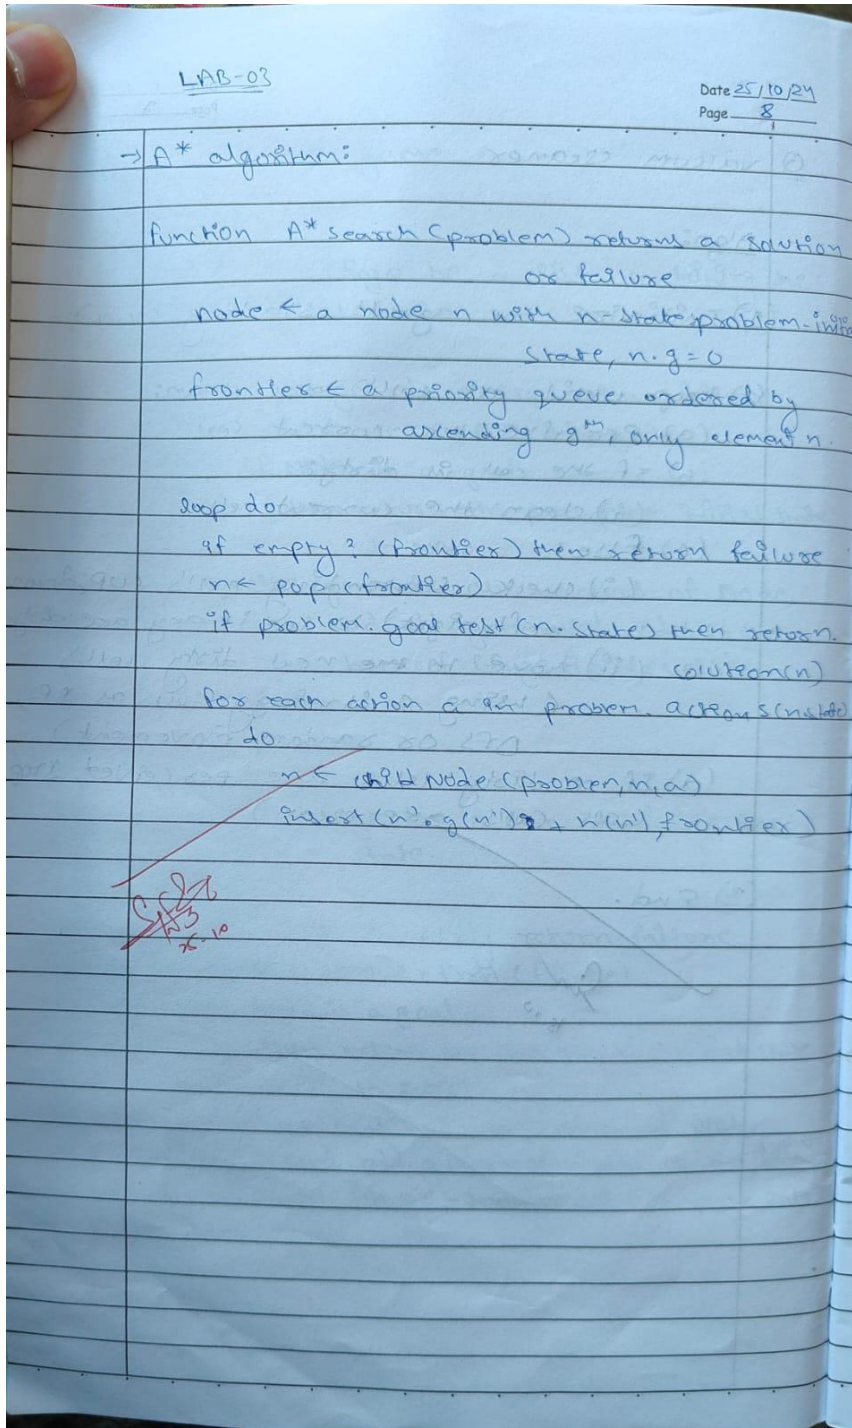 LAB-03
Date 25/10/24
Page 8
→ A* algorithm:
function A* search (problem) returns a solution
or failure
node ← a node n with n-state problem-initial
state, n.g=0
frontier ← a priority queue ordered by
ascending g+h, only element n.
loop do
if empty? (frontier) then return failure
n ← pop (frontier)
if problem. goal test (n. state) then return.
solution(n)
for each action a in problem. actions (n.state)
do
n ← child Node (problem, n, a)
insert (n', g(n') + h(n'), frontier)
25-10